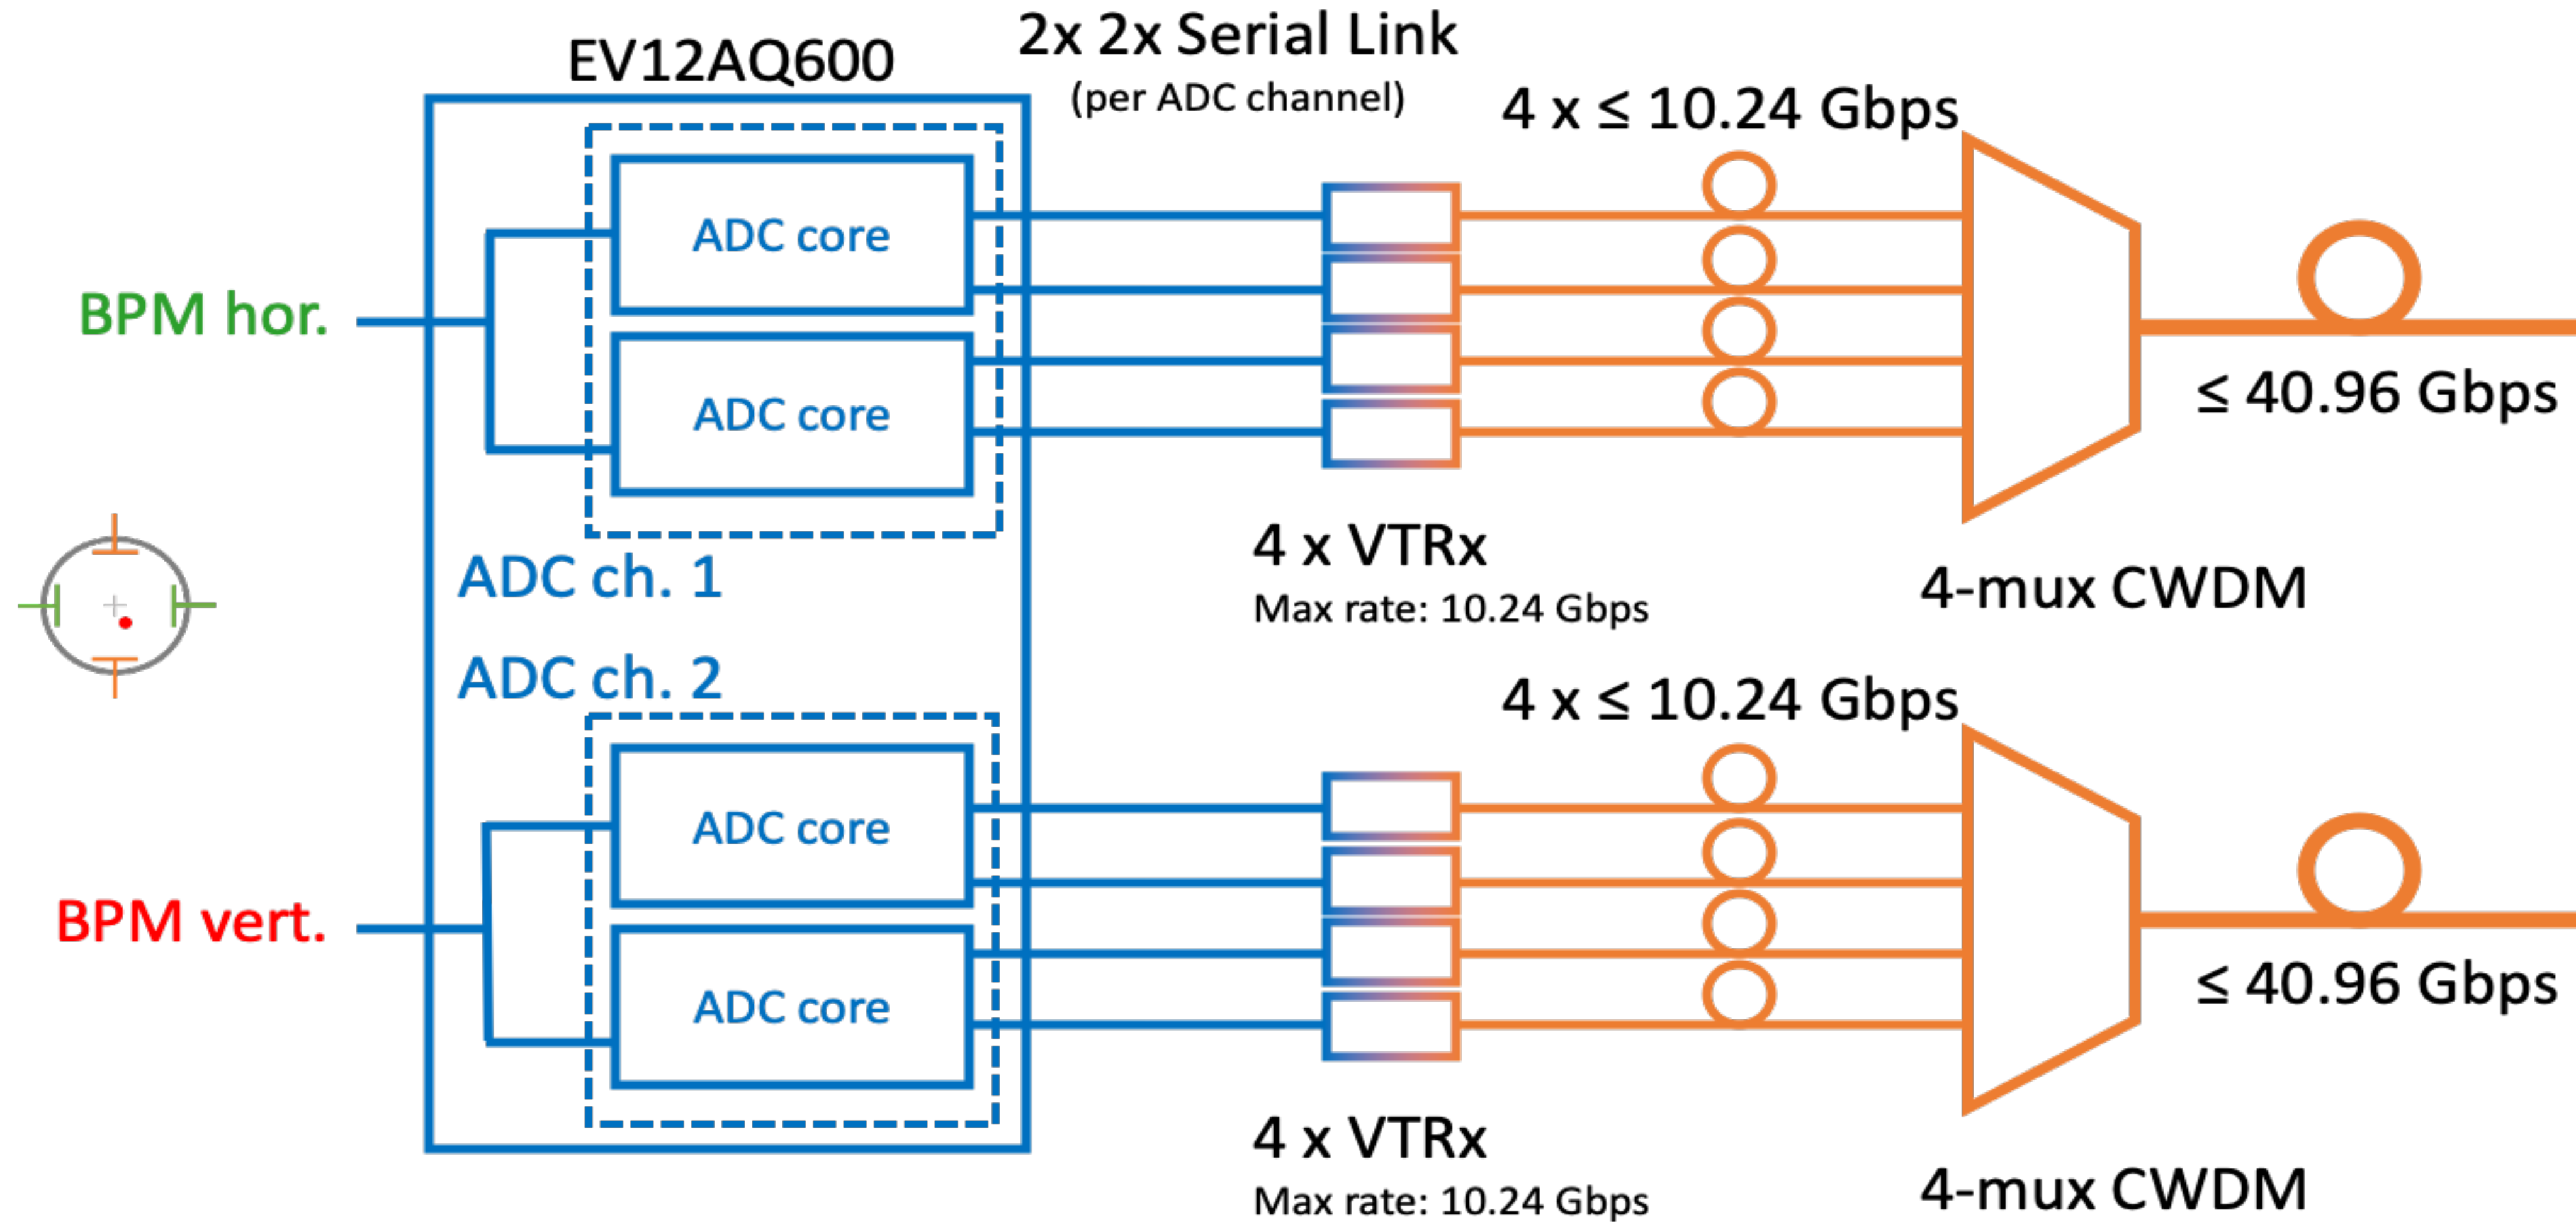 EV12AQ600
2x 2x Serial Link
(per ADC channel)
4 x ≤ 10.24 Gbps
ADC core
BPM hor.
ADC core
≤ 40.96 Gbps
ADC ch. 1
4 x VTRx
Max rate: 10.24 Gbps
4-mux CWDM
ADC ch. 2
4 x ≤ 10.24 Gbps
ADC core
BPM vert.
ADC core
≤ 40.96 Gbps
4 x VTRx
Max rate: 10.24 Gbps
4-mux CWDM